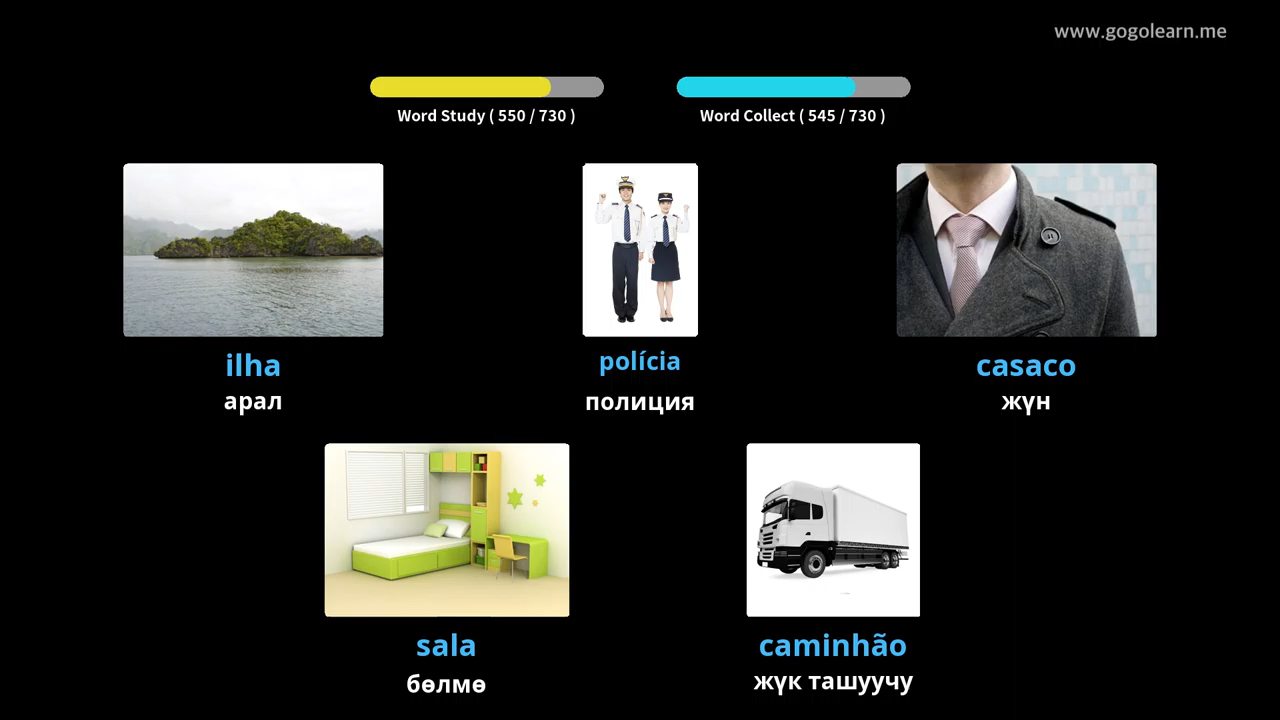 www.gogolearn.me
Word Study ( 550 / 730 )
Word Collect ( 545 / 730 )
ilha
арал
polícia
полиция
casaco
жүн
sala
бөлмө
caminhão
жүк ташуучу